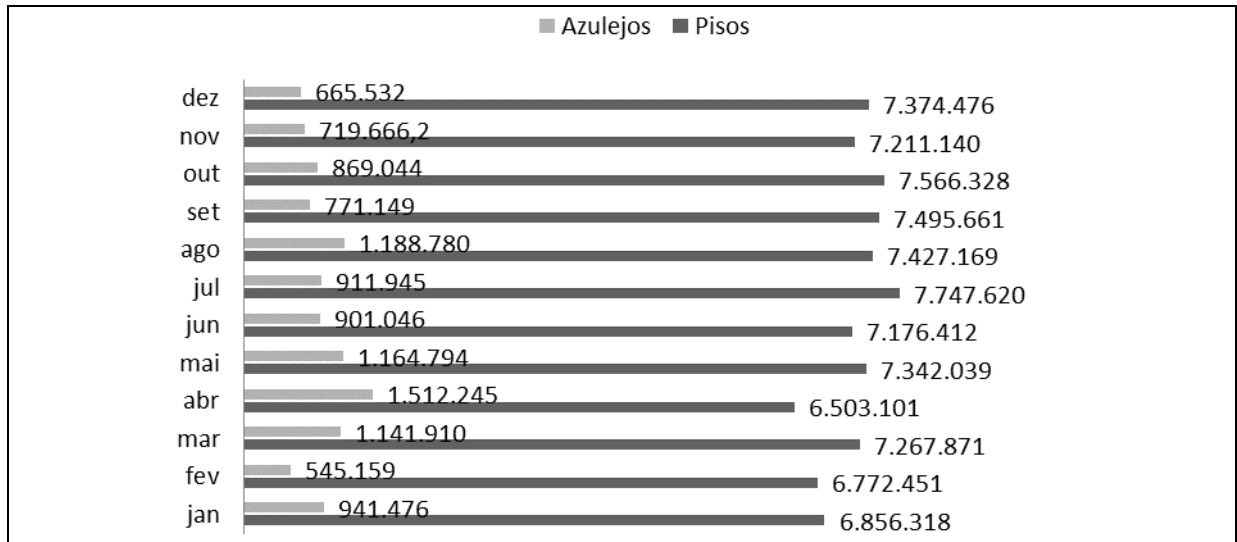 Azulejos Pisos
dez 665.532 7.374.476
nov 719.666,2 7.211.140
out 869.044 7.566.328
set 771.149 7.495.661
ago 1.188.780 7.427.169
jul 911.945 7.747.620
jun 901.046 7.176.412
mai 1.164.794 7.342.039
abr 1.512.245 6.503.101
mar 1.141.910 7.267.871
fev 545.159 6.772.451
jan 941.476 6.856.318